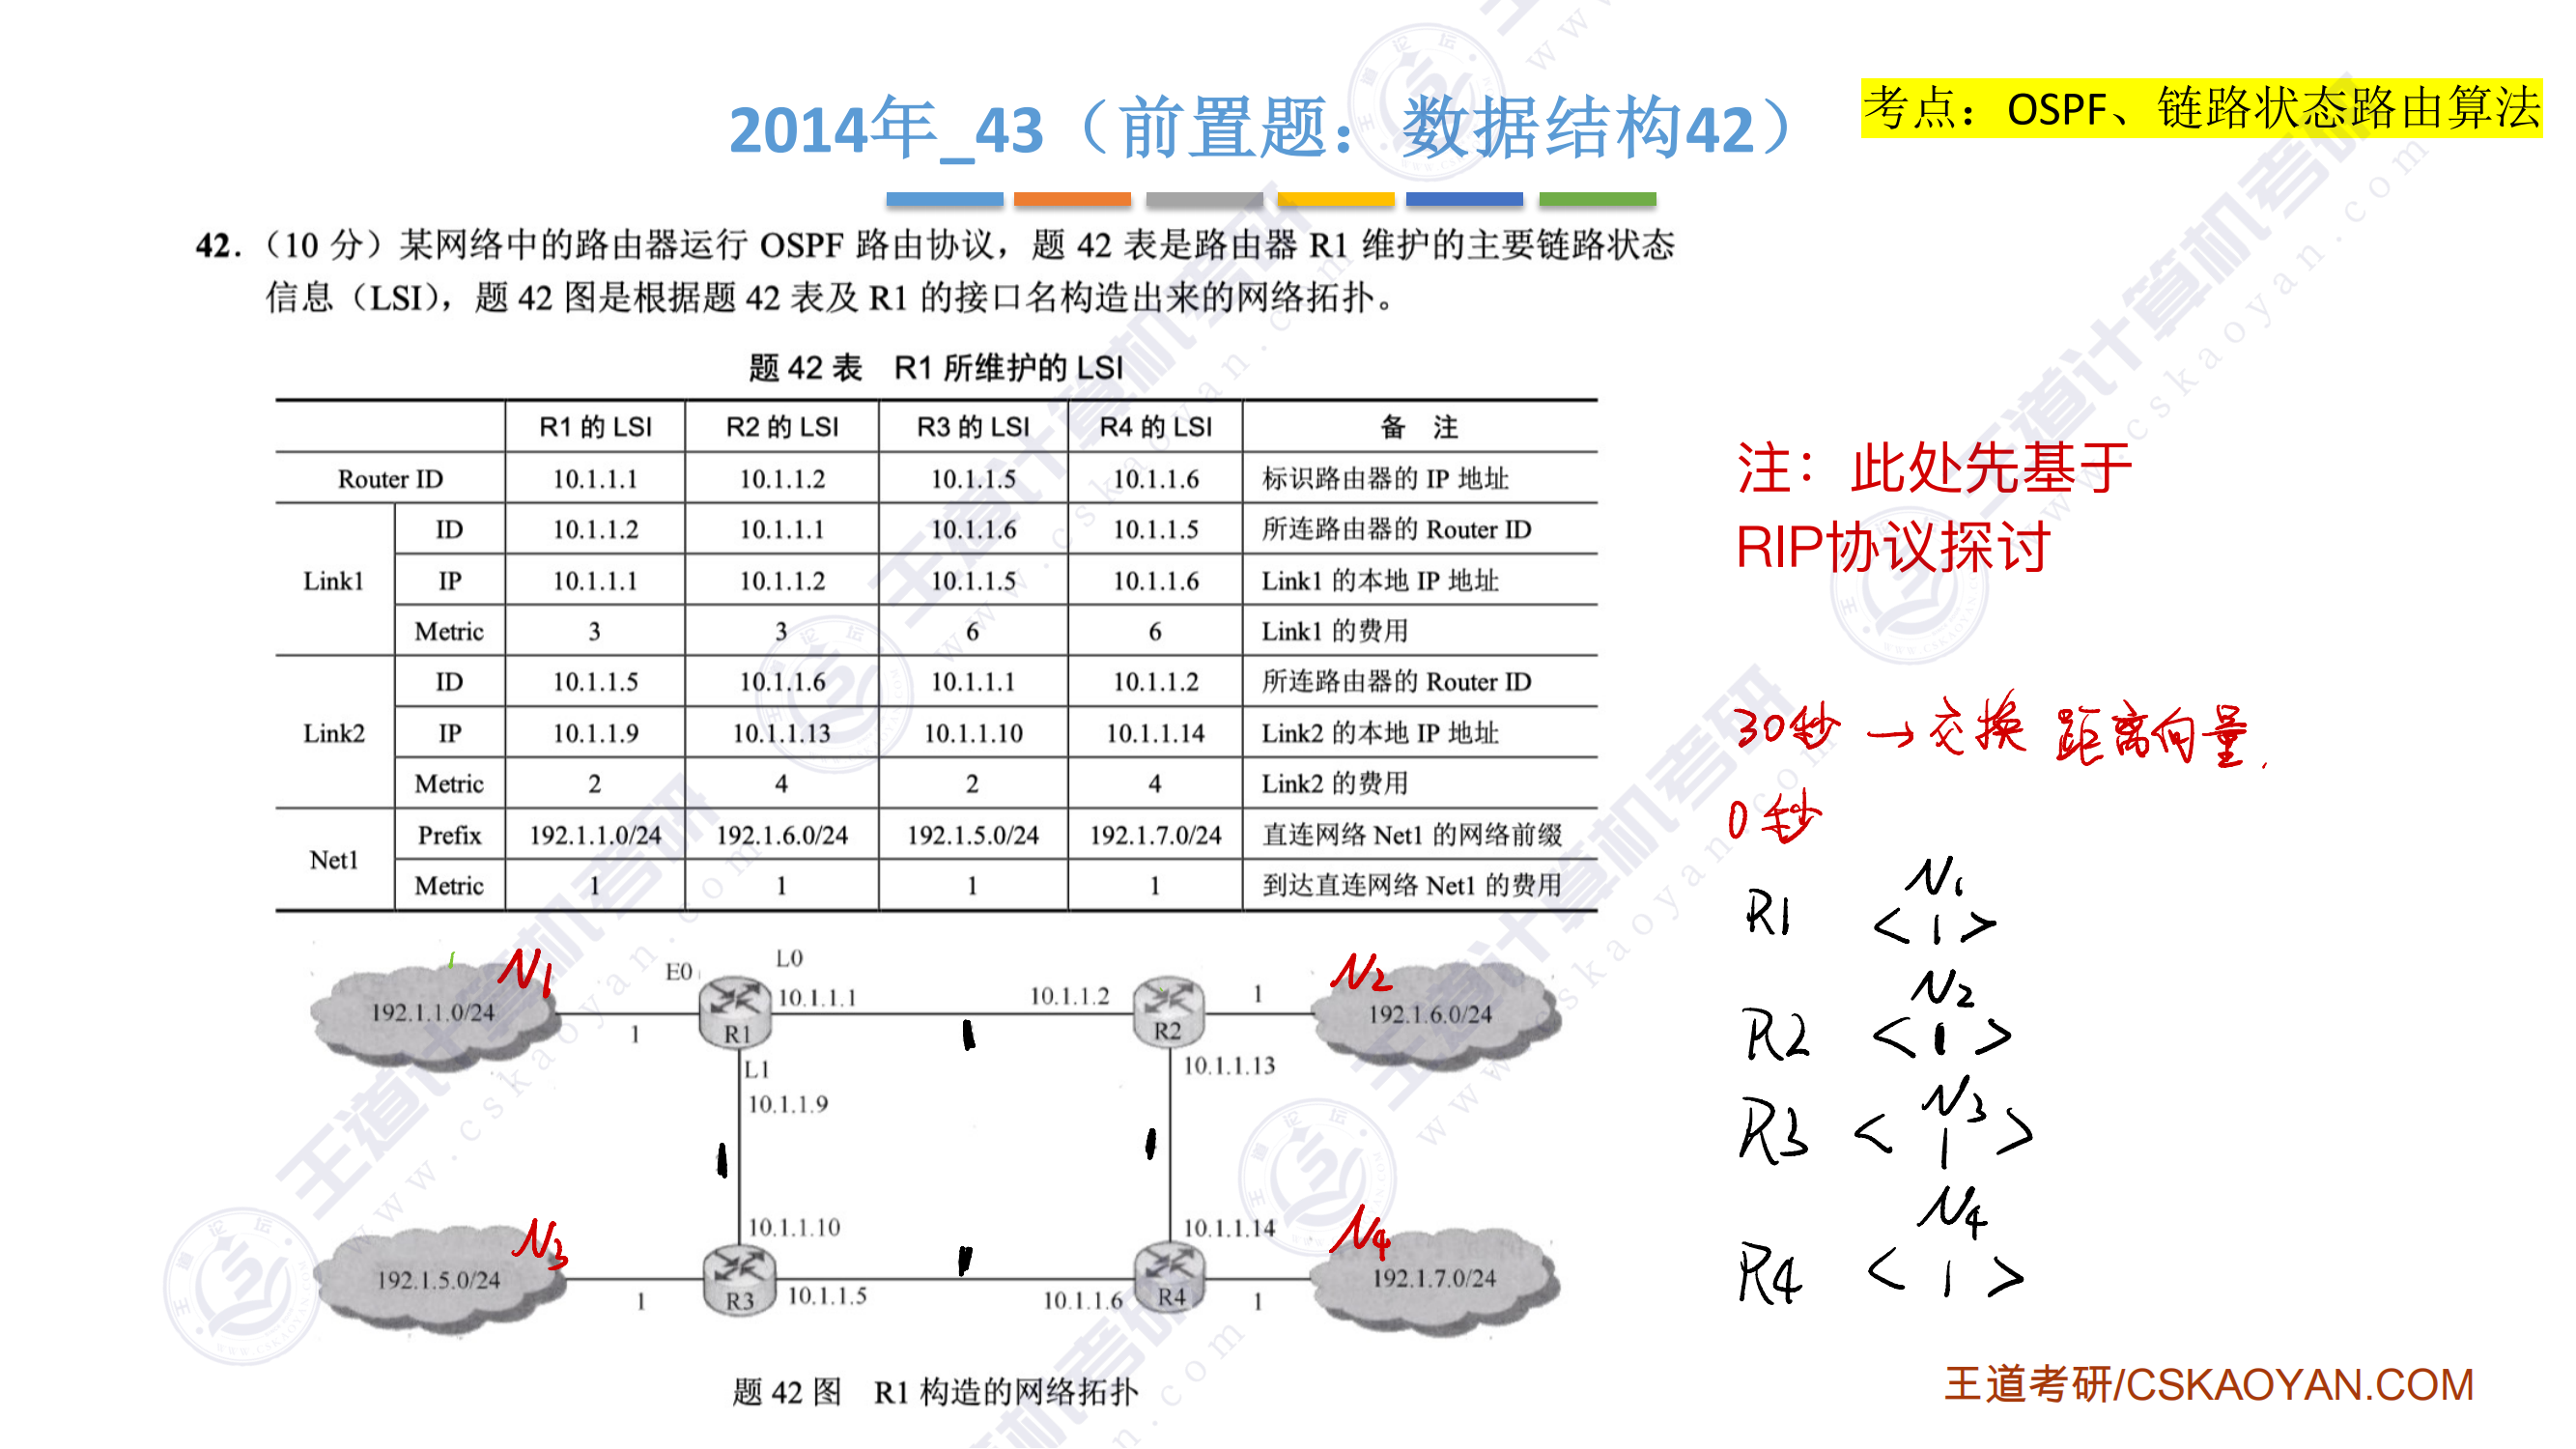 2014年_43（前置题：数据结构42）
考点：OSPF、链路状态路由算法
42.（10 分）某网络中的路由器运行 OSPF 路由协议，题 42 表是路由器 R1 维护的主要链路状态
信息（LSI），题 42 图是根据题 42 表及 R1 的接口名构造出来的网络拓扑。
题 42 表 R1 所维护的 LSI
R1 的 LSI R2 的 LSI R3 的 LSI R4 的 LSI 备 注
Router ID 10.1.1.1 10.1.1.2 10.1.1.5 10.1.1.6 标识路由器的 IP 地址
Link1 ID 10.1.1.2 10.1.1.1 10.1.1.6 10.1.1.5 所连路由器的 Router ID
IP 10.1.1.1 10.1.1.2 10.1.1.5 10.1.1.6 Link1 的本地 IP 地址
Metric 3 3 6 6 Link1 的费用
Link2 ID 10.1.1.5 10.1.1.6 10.1.1.1 10.1.1.2 所连路由器的 Router ID
IP 10.1.1.9 10.1.1.13 10.1.1.10 10.1.1.14 Link2 的本地 IP 地址
Metric 2 4 2 4 Link2 的费用
Net1 Prefix 192.1.1.0/24 192.1.6.0/24 192.1.5.0/24 192.1.7.0/24 直连网络 Net1 的网络前缀
Metric 1 1 1 1 到达直连网络 Net1 的费用
N1 N2
E0 L0
192.1.1.0/24 1 R1 10.1.1.1 1 10.1.1.2 R2 1 192.1.6.0/24
L1 10.1.1.13
10.1.1.9
1 1
10.1.1.10 10.1.1.14
N3 N4
192.1.5.0/24 1 R3 10.1.1.5 1 10.1.1.6 R4 1 192.1.7.0/24
题 42 图 R1 构造的网络拓扑
注：此处先基于
RIP协议探讨
30秒 → 交换 距离向量.
0秒
N1
R1 < 1 >
N2
R2 < 1 >
N3
R3 < 1 >
N4
R4 < 1 >
王道考研/CSKAOYAN.COM
王道计算机考研
www.cskaoyan.com